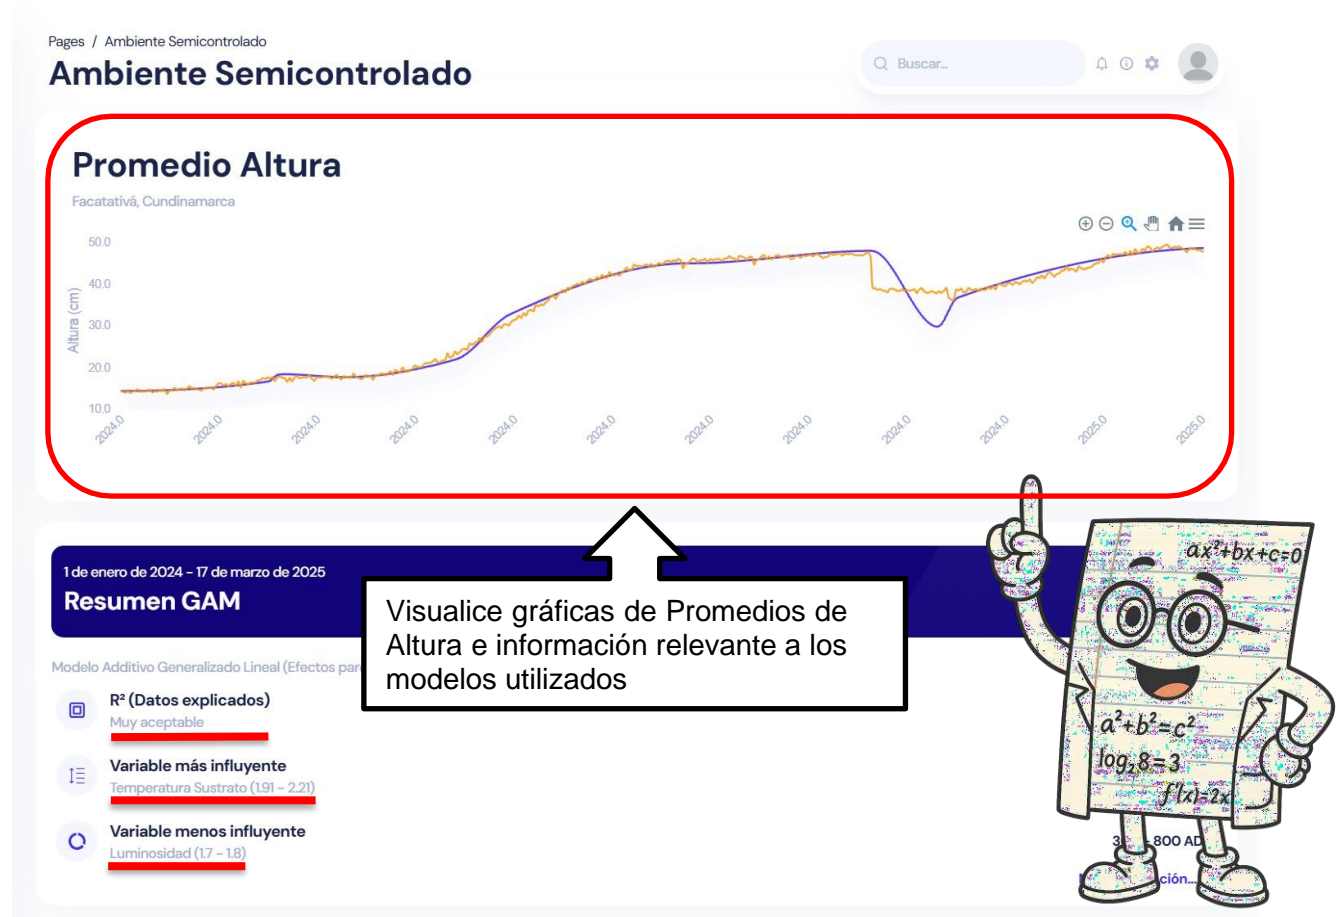 Pages / Ambiente Semicontrolado
Ambiente Semicontrolado
Buscar...
Promedio Altura
Facatativá, Cundinamarca
50.0
40.0
30.0
20.0
10.0
Altura (cm)
2024.0 2024.0 2024.0 2024.0 2024.0 2024.0 2024.0 2024.0 2024.0 2024.0 2025.0 2025.0
1 de enero de 2024 - 17 de marzo de 2025
Resumen GAM
Visualice gráficas de Promedios de
Altura e información relevante a los
modelos utilizados
Modelo Additivo Generalizado Lineal (Efectos
R² (Datos explicados)
Muy aceptable
Variable más influyente
Temperatura Sustrato (1.91 - 2.21)
Variable menos influyente
Luminosidad (1.7 - 1.8)
800
ax²+bx+c=0
a²+b²=c²
log₂8=3
f'(x)=2x